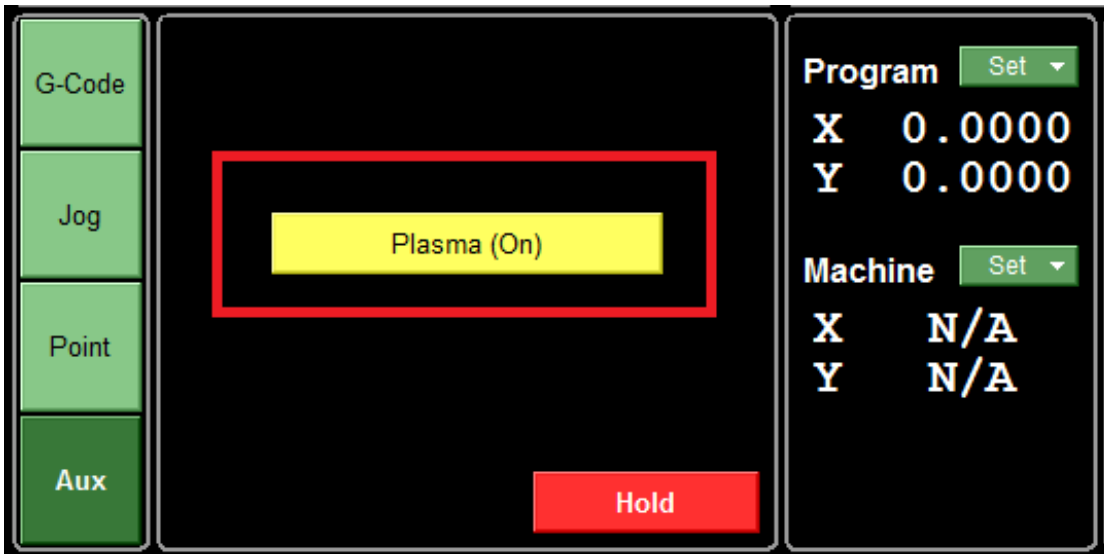 G-Code
Jog
Point
Aux
Plasma (On)
Hold
Program Set
X 0.0000
Y 0.0000
Machine Set
X N/A
Y N/A